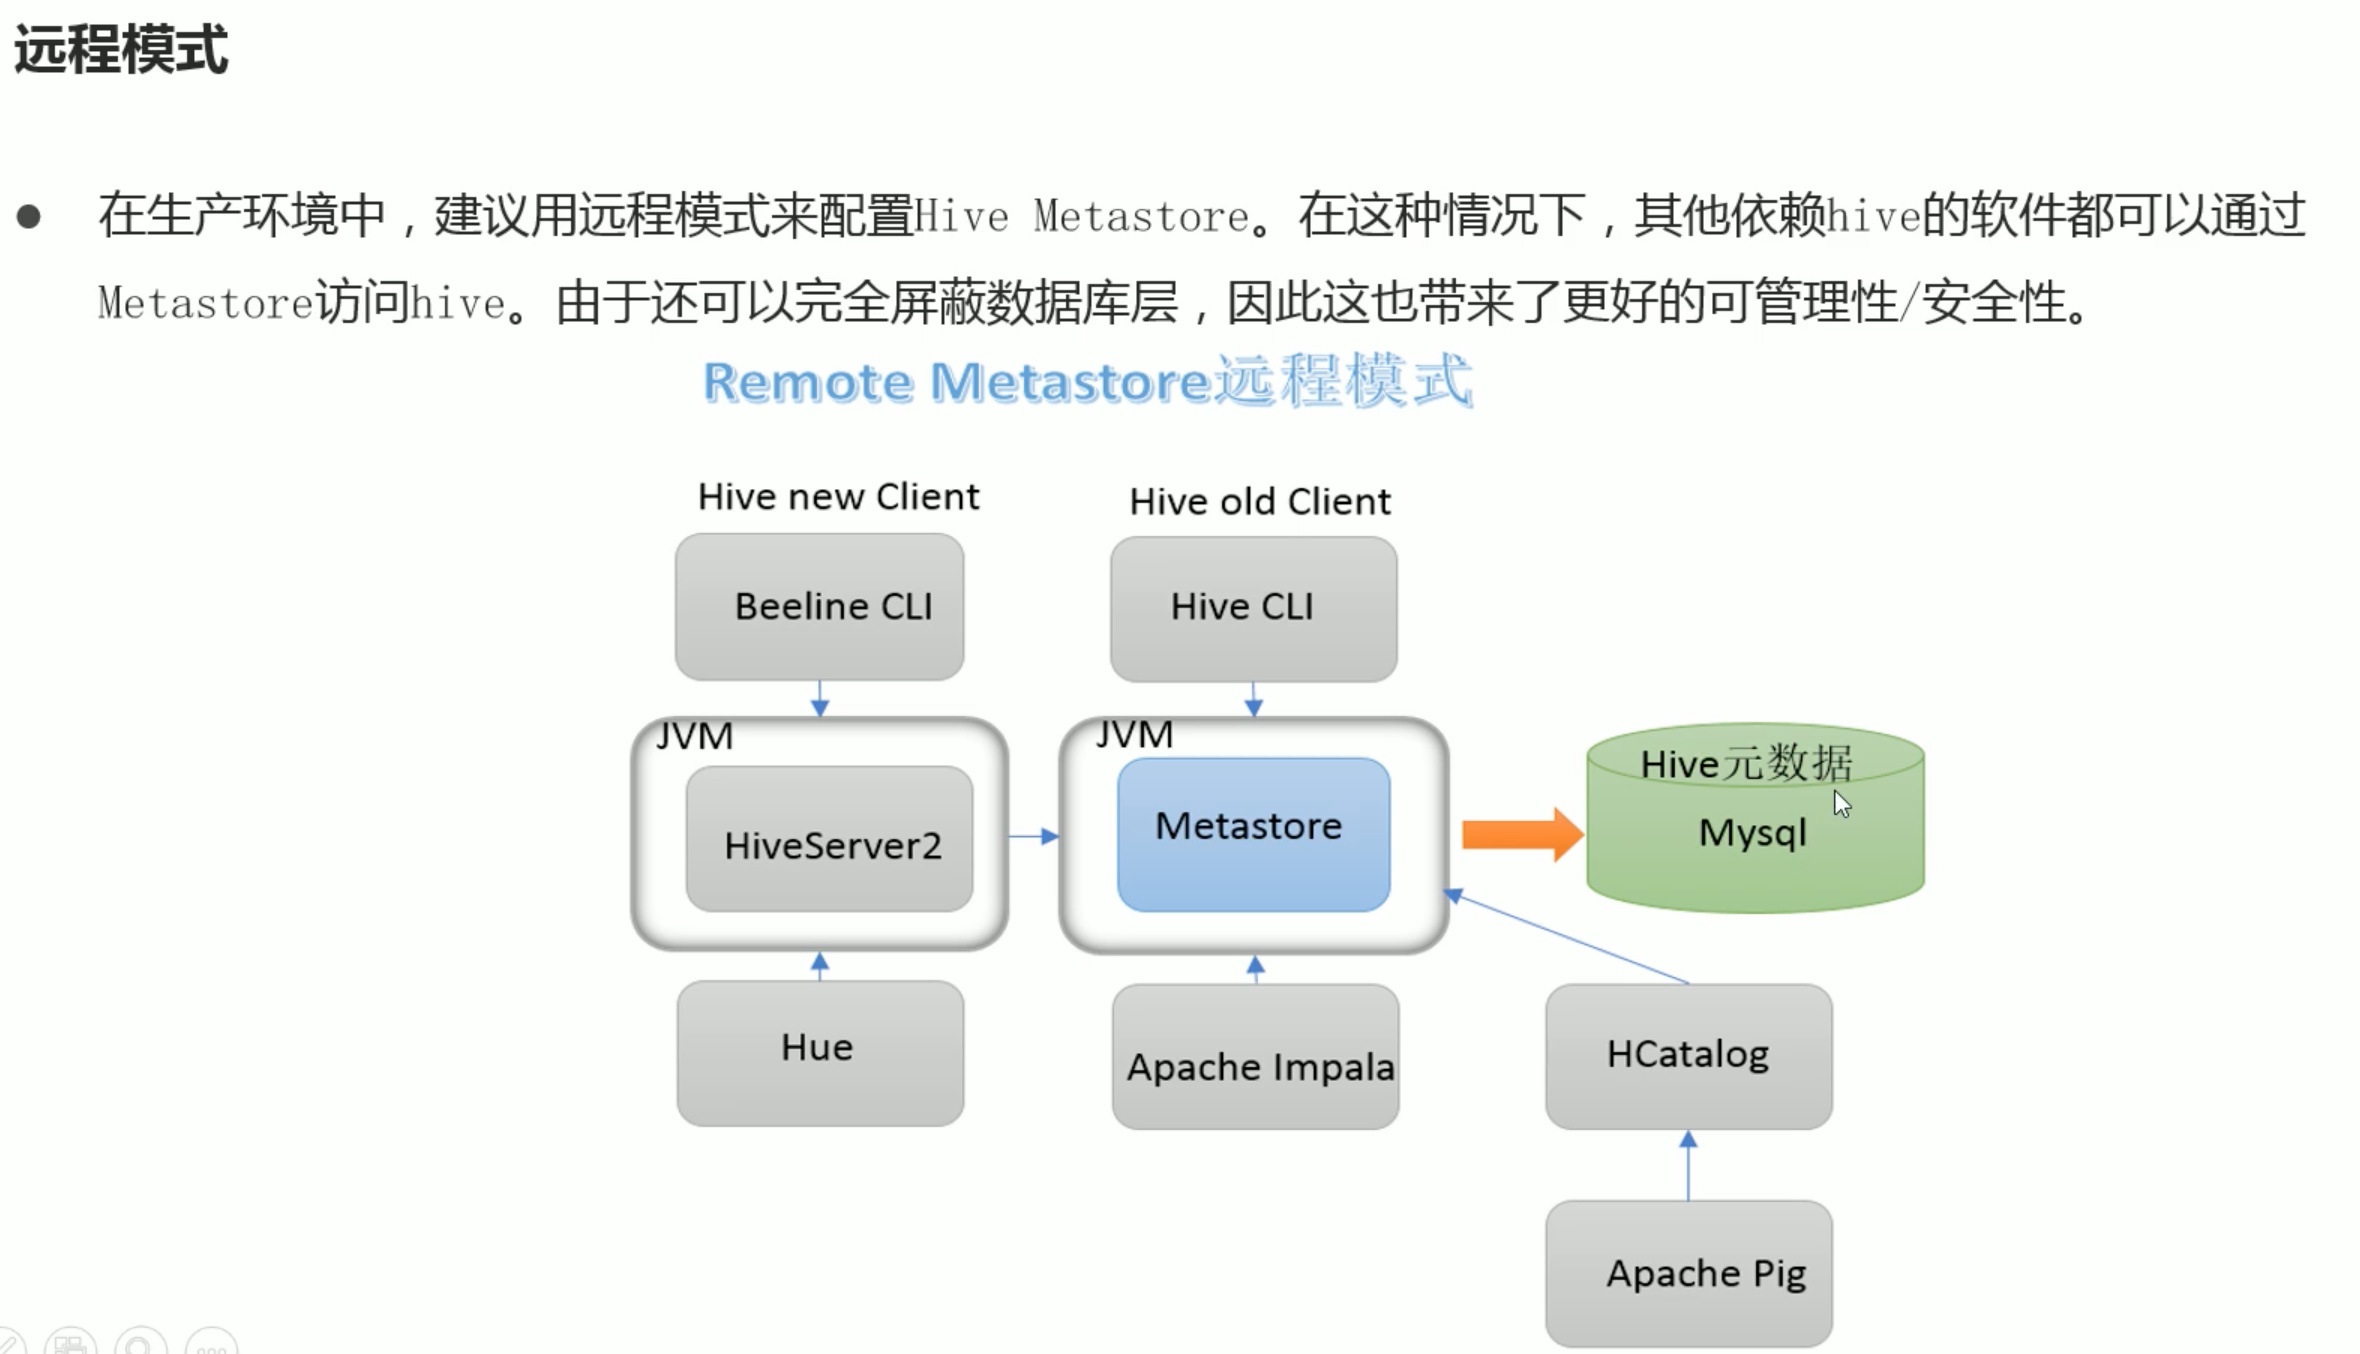 远程模式
● 在生产环境中，建议用远程模式来配置Hive Metastore。在这种情况下，其他依赖hive的软件都可以通过
Metastore访问hive。由于还可以完全屏蔽数据库层，因此这也带来了更好的可管理性/安全性。
Remote Metastore远程模式
Hive new Client
Hive old Client
Beeline CLI
Hive CLI
JVM
JVM
Hive元数据
HiveServer2
Metastore
Mysql
Hue
Apache Impala
HCatalog
Apache Pig